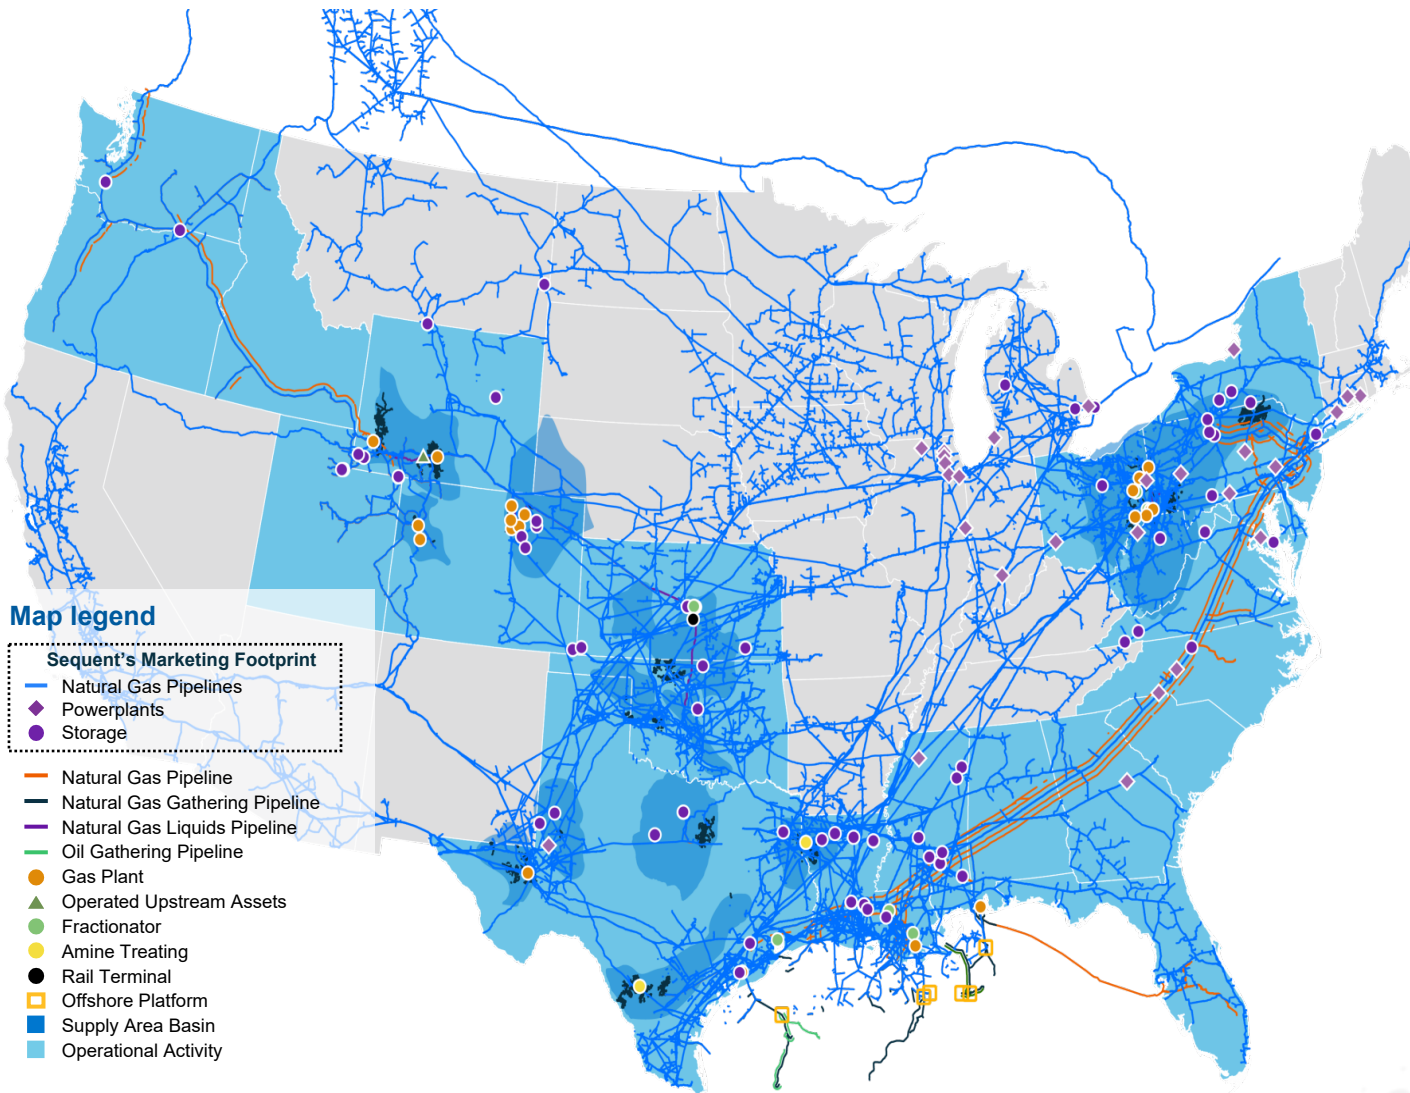 Map legend
Sequent's Marketing Footprint
Natural Gas Pipelines
Powerplants
Storage
Natural Gas Pipeline
Natural Gas Gathering Pipeline
Natural Gas Liquids Pipeline
Oil Gathering Pipeline
Gas Plant
Operated Upstream Assets
Fractionator
Amine Treating
Rail Terminal
Offshore Platform
Supply Area Basin
Operational Activity